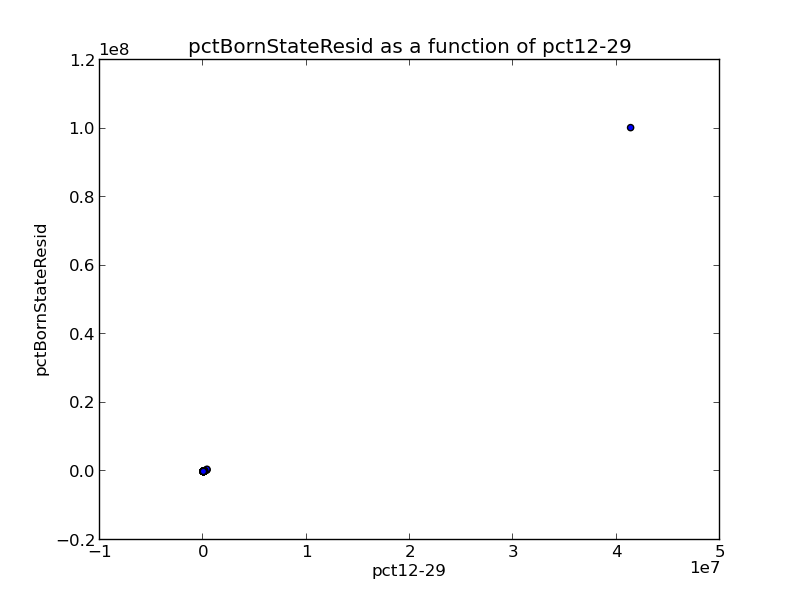 pctBornStateResid as a function of pct12-29
1e8
1.2
1.0
0.8
0.6
0.4
0.2
0.0
−0.2
pctBornStateResid
−1 0 1 2 3 4 5
1e7
pct12-29